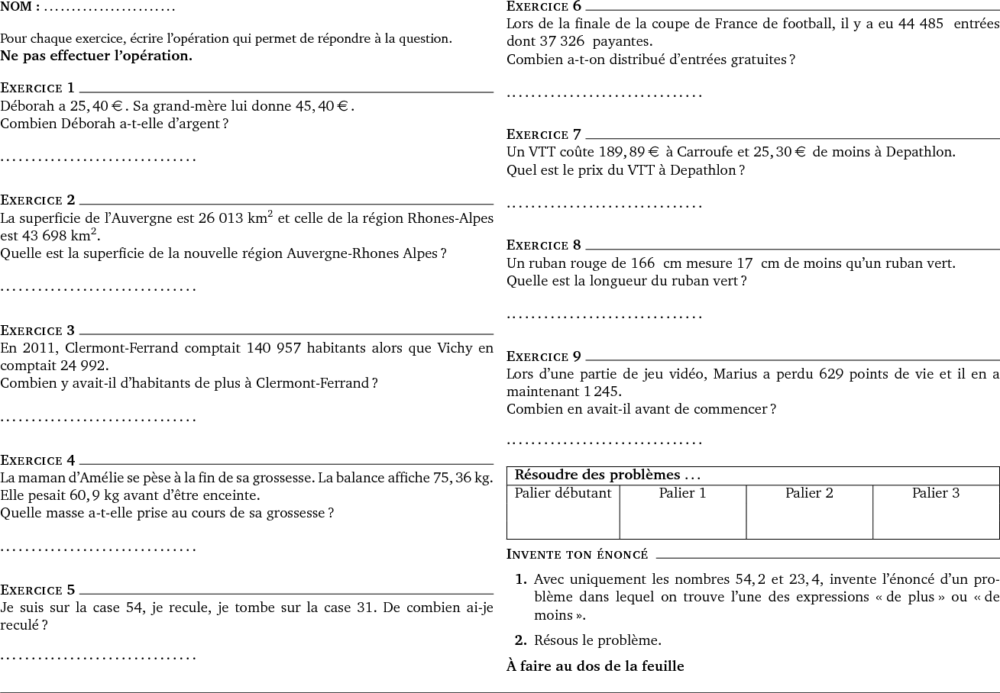 NOM : ........................
Pour chaque exercice, écrire l'opération qui permet de répondre à la question.
Ne pas effectuer l'opération.
EXERCICE 1
Déborah a 25,40 €. Sa grand-mère lui donne 45,40 €.
Combien Déborah a-t-elle d'argent ?
..............................
EXERCICE 2
La superficie de l'Auvergne est 26 013 km² et celle de la région Rhones-Alpes
est 43 698 km².
Quelle est la superficie de la nouvelle région Auvergne-Rhones Alpes ?
..............................
EXERCICE 3
En 2011, Clermont-Ferrand comptait 140 957 habitants alors que Vichy en
comptait 24 992.
Combien y avait-il d'habitants de plus à Clermont-Ferrand ?
..............................
EXERCICE 4
La maman d'Amélie se pèse à la fin de sa grossesse. La balance affiche 75,36 kg.
Elle pesait 60,9 kg avant d'être enceinte.
Quelle masse a-t-elle prise au cours de sa grossesse ?
..............................
EXERCICE 5
Je suis sur la case 54, je recule, je tombe sur la case 31. De combien ai-je
reculé ?
..............................
EXERCICE 6
Lors de la finale de la coupe de France de football, il y a eu 44 485 entrées
dont 37 326 payantes.
Combien a-t-on distribué d'entrées gratuites ?
..............................
EXERCICE 7
Un VTT coûte 189,89 € à Carroufe et 25,30 € de moins à Depathlon.
Quel est le prix du VTT à Depathlon ?
..............................
EXERCICE 8
Un ruban rouge de 166 cm mesure 17 cm de moins qu'un ruban vert.
Quelle est la longueur du ruban vert ?
..............................
EXERCICE 9
Lors d'une partie de jeu vidéo, Marius a perdu 629 points de vie et il en a
maintenant 1 245.
Combien en avait-il avant de commencer ?
..............................
Résoudre des problèmes ...
Palier débutant Palier 1 Palier 2 Palier 3
INVENTE TON ÉNONCÉ
1. Avec uniquement les nombres 54,2 et 23,4, invente l'énoncé d'un pro-
blème dans lequel on trouve l'une des expressions « de plus » ou « de
moins ».
2. Résous le problème.
À faire au dos de la feuille